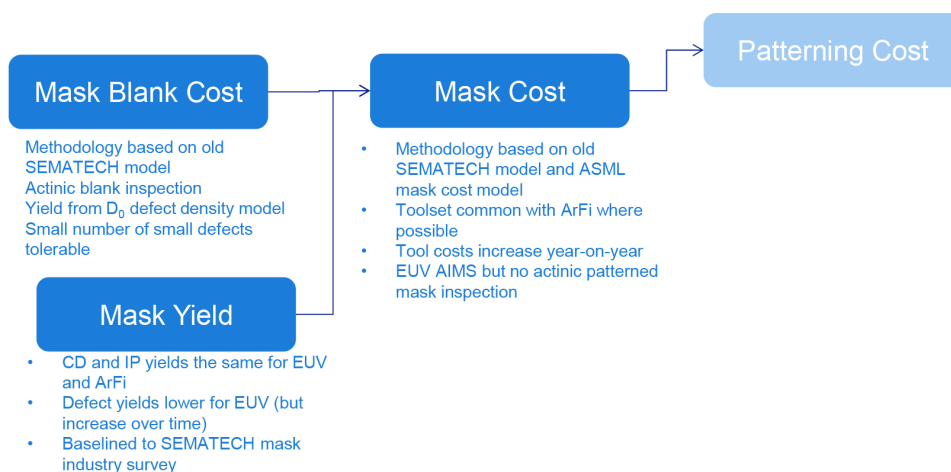 Patterning Cost
Mask Blank Cost
Mask Cost
Methodology based on old
SEMATECH model
Actinic blank inspection
Yield from D₀ defect density model
Small number of small defects
tolerable
• Methodology based on old
SEMATECH model and ASML
mask cost model
• Toolset common with ArFi where
possible
• Tool costs increase year-on-year
• EUV AIMS but no actinic patterned
mask inspection
Mask Yield
• CD and IP yields the same for EUV
and ArFi
• Defect yields lower for EUV (but
increase over time)
• Baselined to SEMATECH mask
industry survey